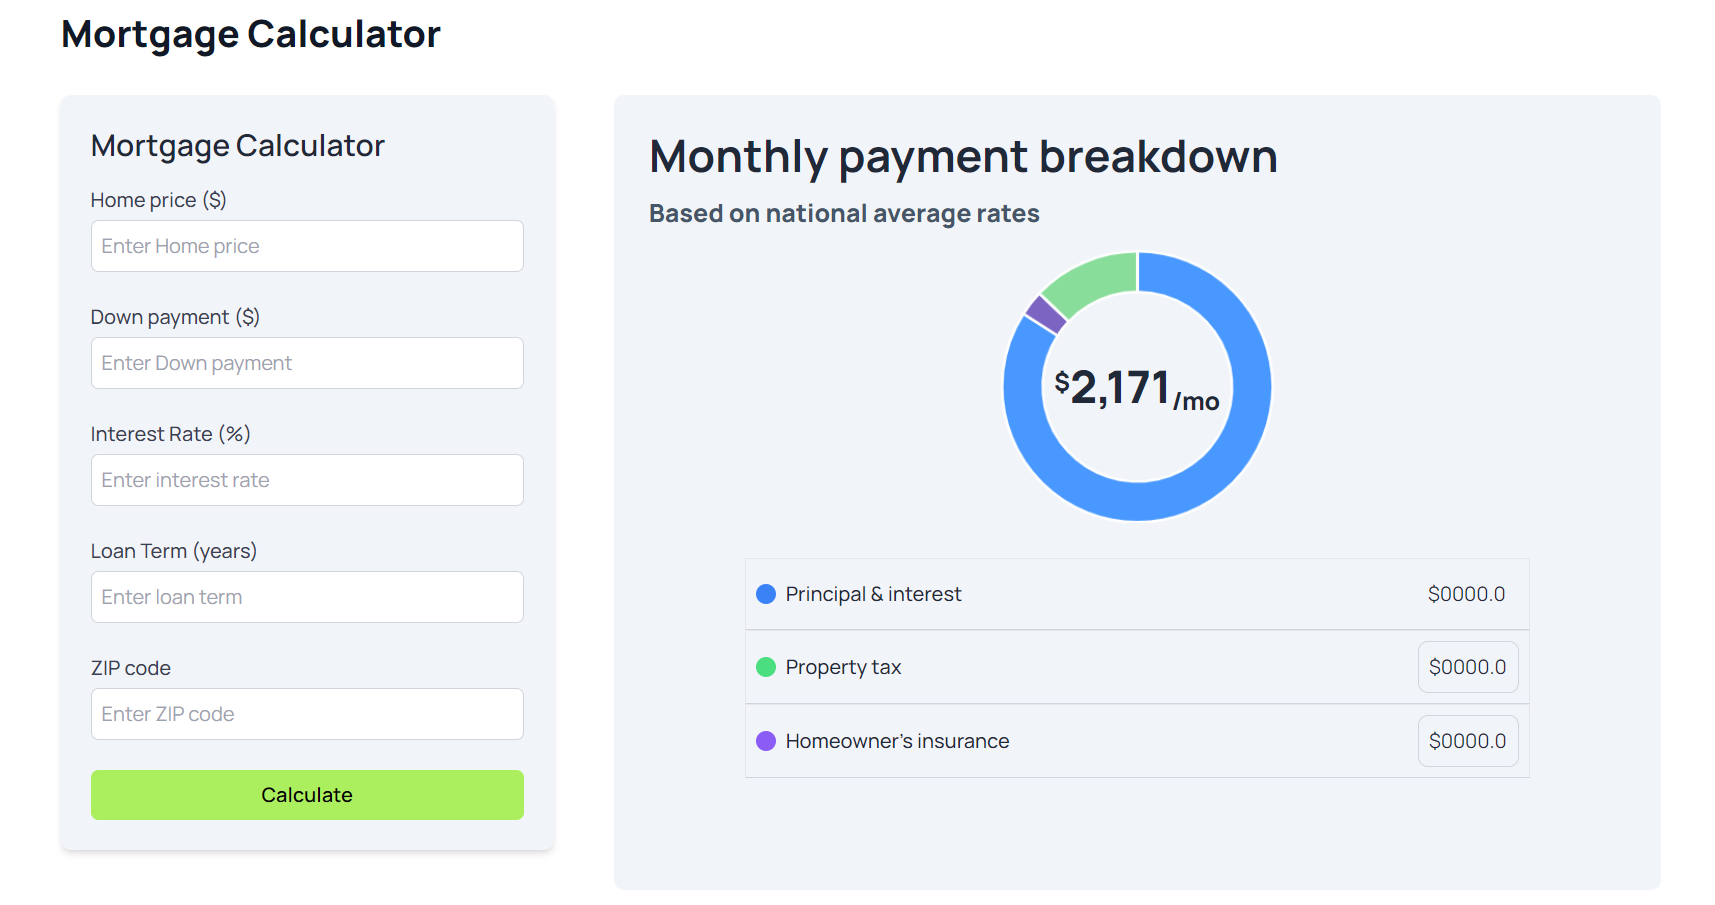 Mortgage Calculator
Mortgage Calculator
Home price ($)
Enter Home price
Down payment ($)
Enter Down payment
Interest Rate (%)
Enter interest rate
Loan Term (years)
Enter loan term
ZIP code
Enter ZIP code
Calculate
Monthly payment breakdown
Based on national average rates
$2,171/mo
Principal & interest $0000.0
Property tax $0000.0
Homeowner's insurance $0000.0